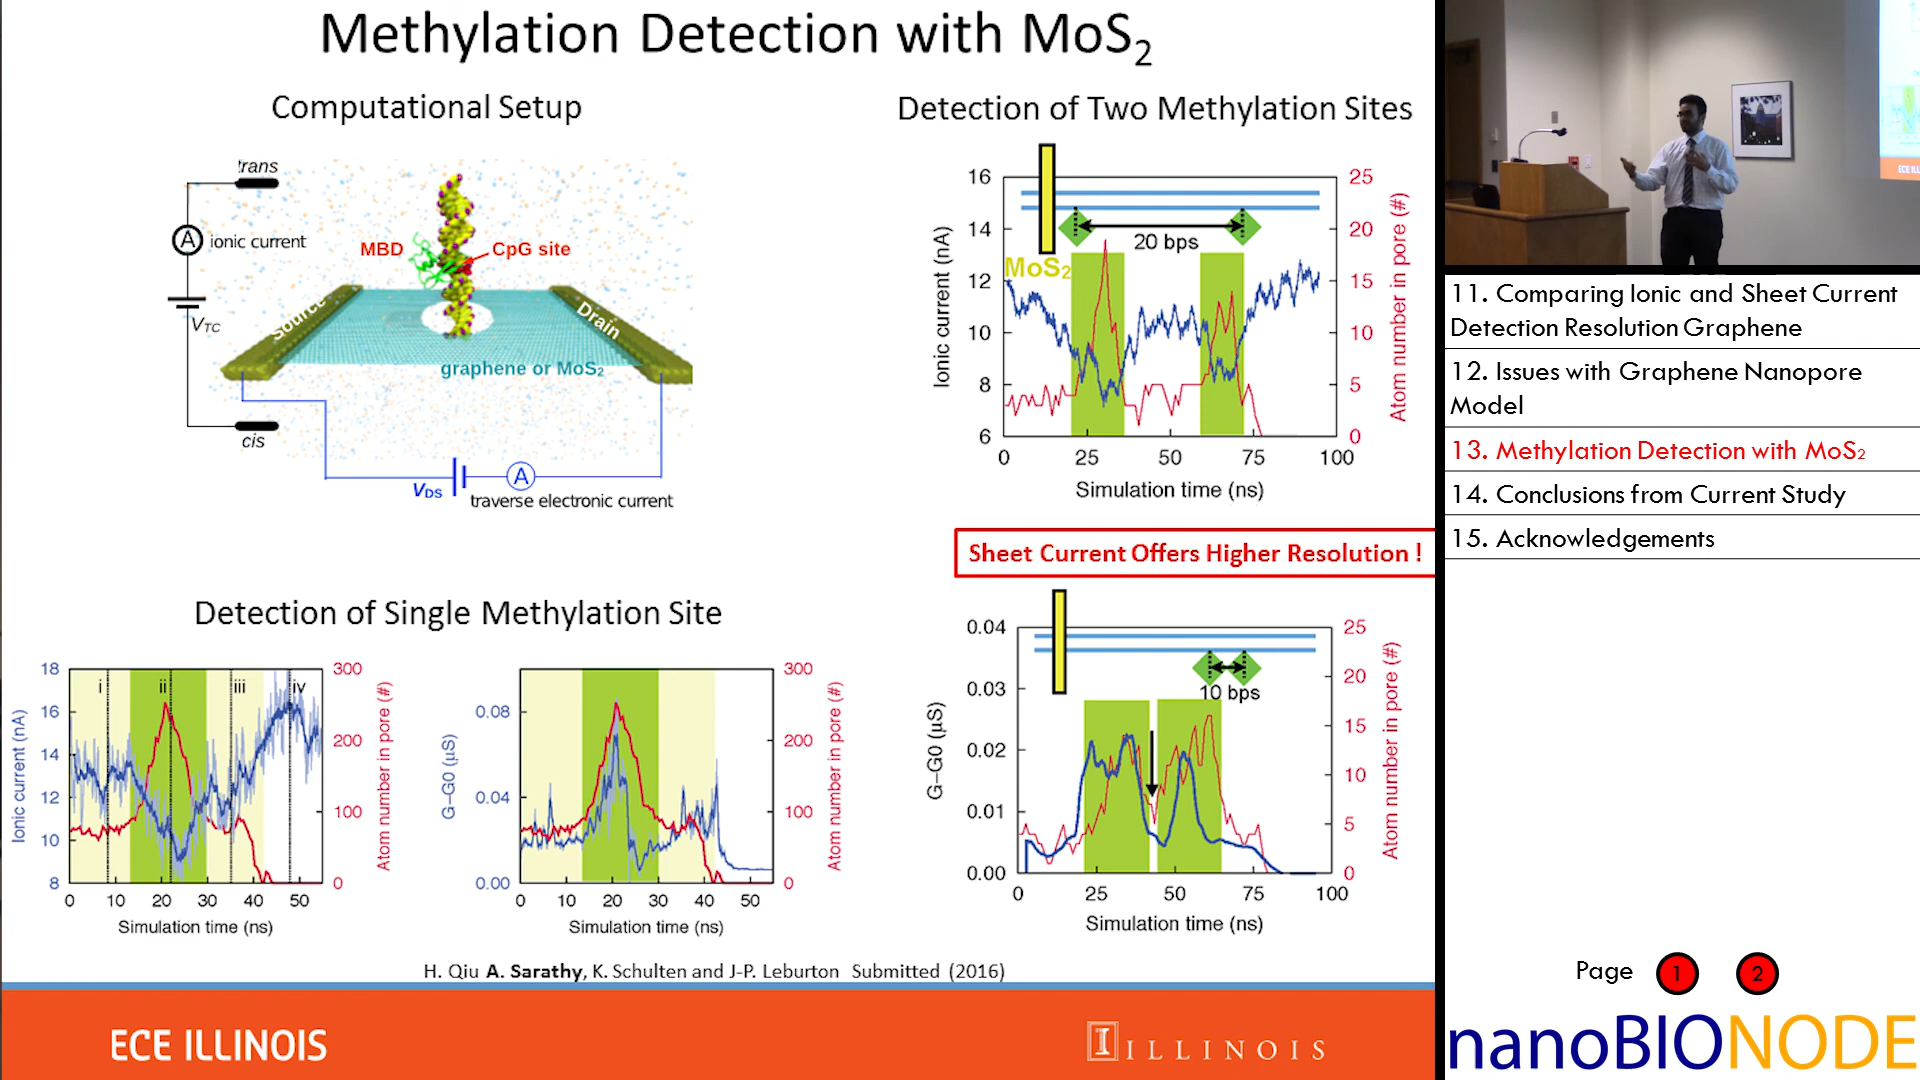 Methylation Detection with MoS₂
Computational Setup
trans
A
ionic current
MBD
CpG site
V_TC
Source
Drain
graphene or MoS₂
cis
V_DS
A
traverse electronic current
Detection of Two Methylation Sites
16
14
12
10
8
6
Ionic current (nA)
25
20
15
10
5
0
Atom number in pore (#)
20 bps
MoS₂
0 25 50 75 100
Simulation time (ns)
Sheet Current Offers Higher Resolution !
0.04
0.03
0.02
0.01
0.00
G–G0 (µS)
25
20
15
10
5
0
Atom number in pore (#)
10 bps
0 25 50 75 100
Simulation time (ns)
Detection of Single Methylation Site
18
16
14
12
10
8
Ionic current (nA)
i ii iii iv
300
200
100
0
Atom number in pore (#)
0 10 20 30 40 50
Simulation time (ns)
0.08
0.04
0.00
G–G0 (µS)
300
200
100
0
Atom number in pore (#)
0 10 20 30 40 50
Simulation time (ns)
H. Qiu A. Sarathy, K. Schulten and J-P. Leburton Submitted (2016)
ECE ILLINOIS
I ILLINOIS
ECE ILL
11. Comparing Ionic and Sheet Current
Detection Resolution Graphene
12. Issues with Graphene Nanopore
Model
13. Methylation Detection with MoS₂
14. Conclusions from Current Study
15. Acknowledgements
Page 1 2
nanoBIONODE